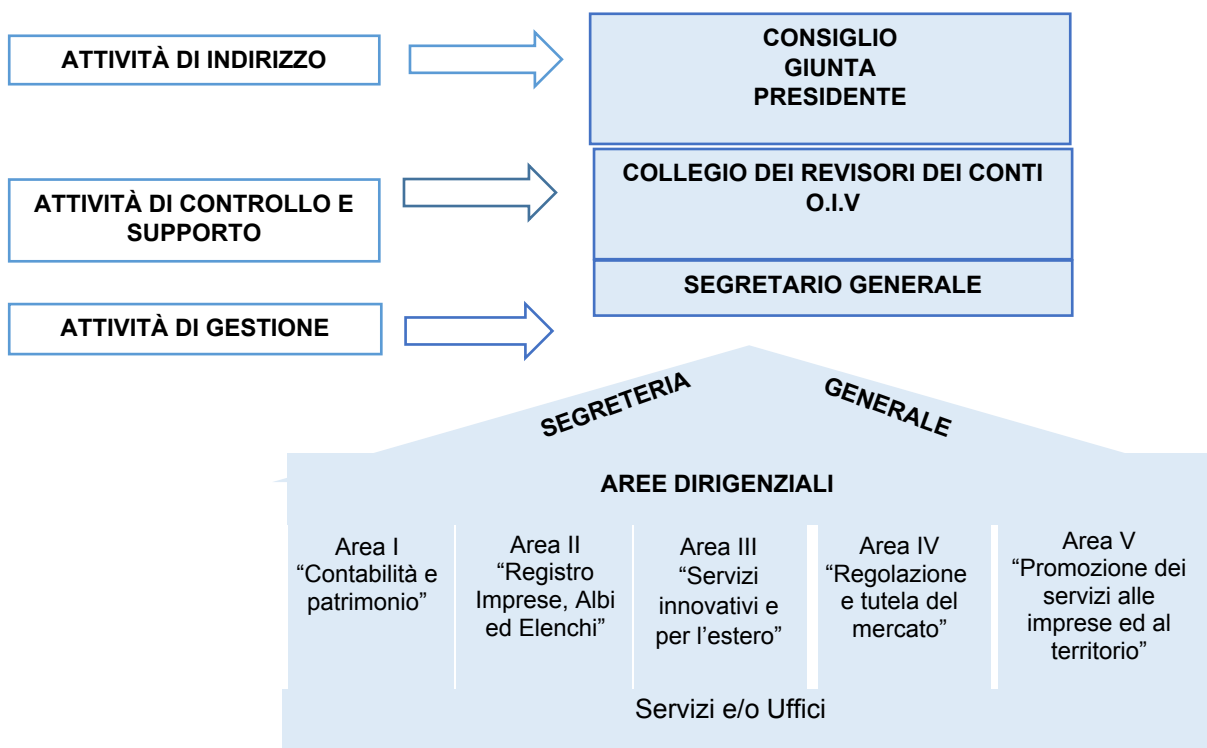 ATTIVITÀ DI INDIRIZZO
CONSIGLIO
GIUNTA
PRESIDENTE
ATTIVITÀ DI CONTROLLO E
SUPPORTO
COLLEGIO DEI REVISORI DEI CONTI
O.I.V
ATTIVITÀ DI GESTIONE
SEGRETARIO GENERALE
SEGRETERIA GENERALE
AREE DIRIGENZIALI
Area I
“Contabilità e
patrimonio”
Area II
“Registro
Imprese, Albi
ed Elenchi”
Area III
“Servizi
innovativi e
per l’estero”
Area IV
“Regolazione
e tutela del
mercato”
Area V
“Promozione dei
servizi alle
imprese ed al
territorio”
Servizi e/o Uffici